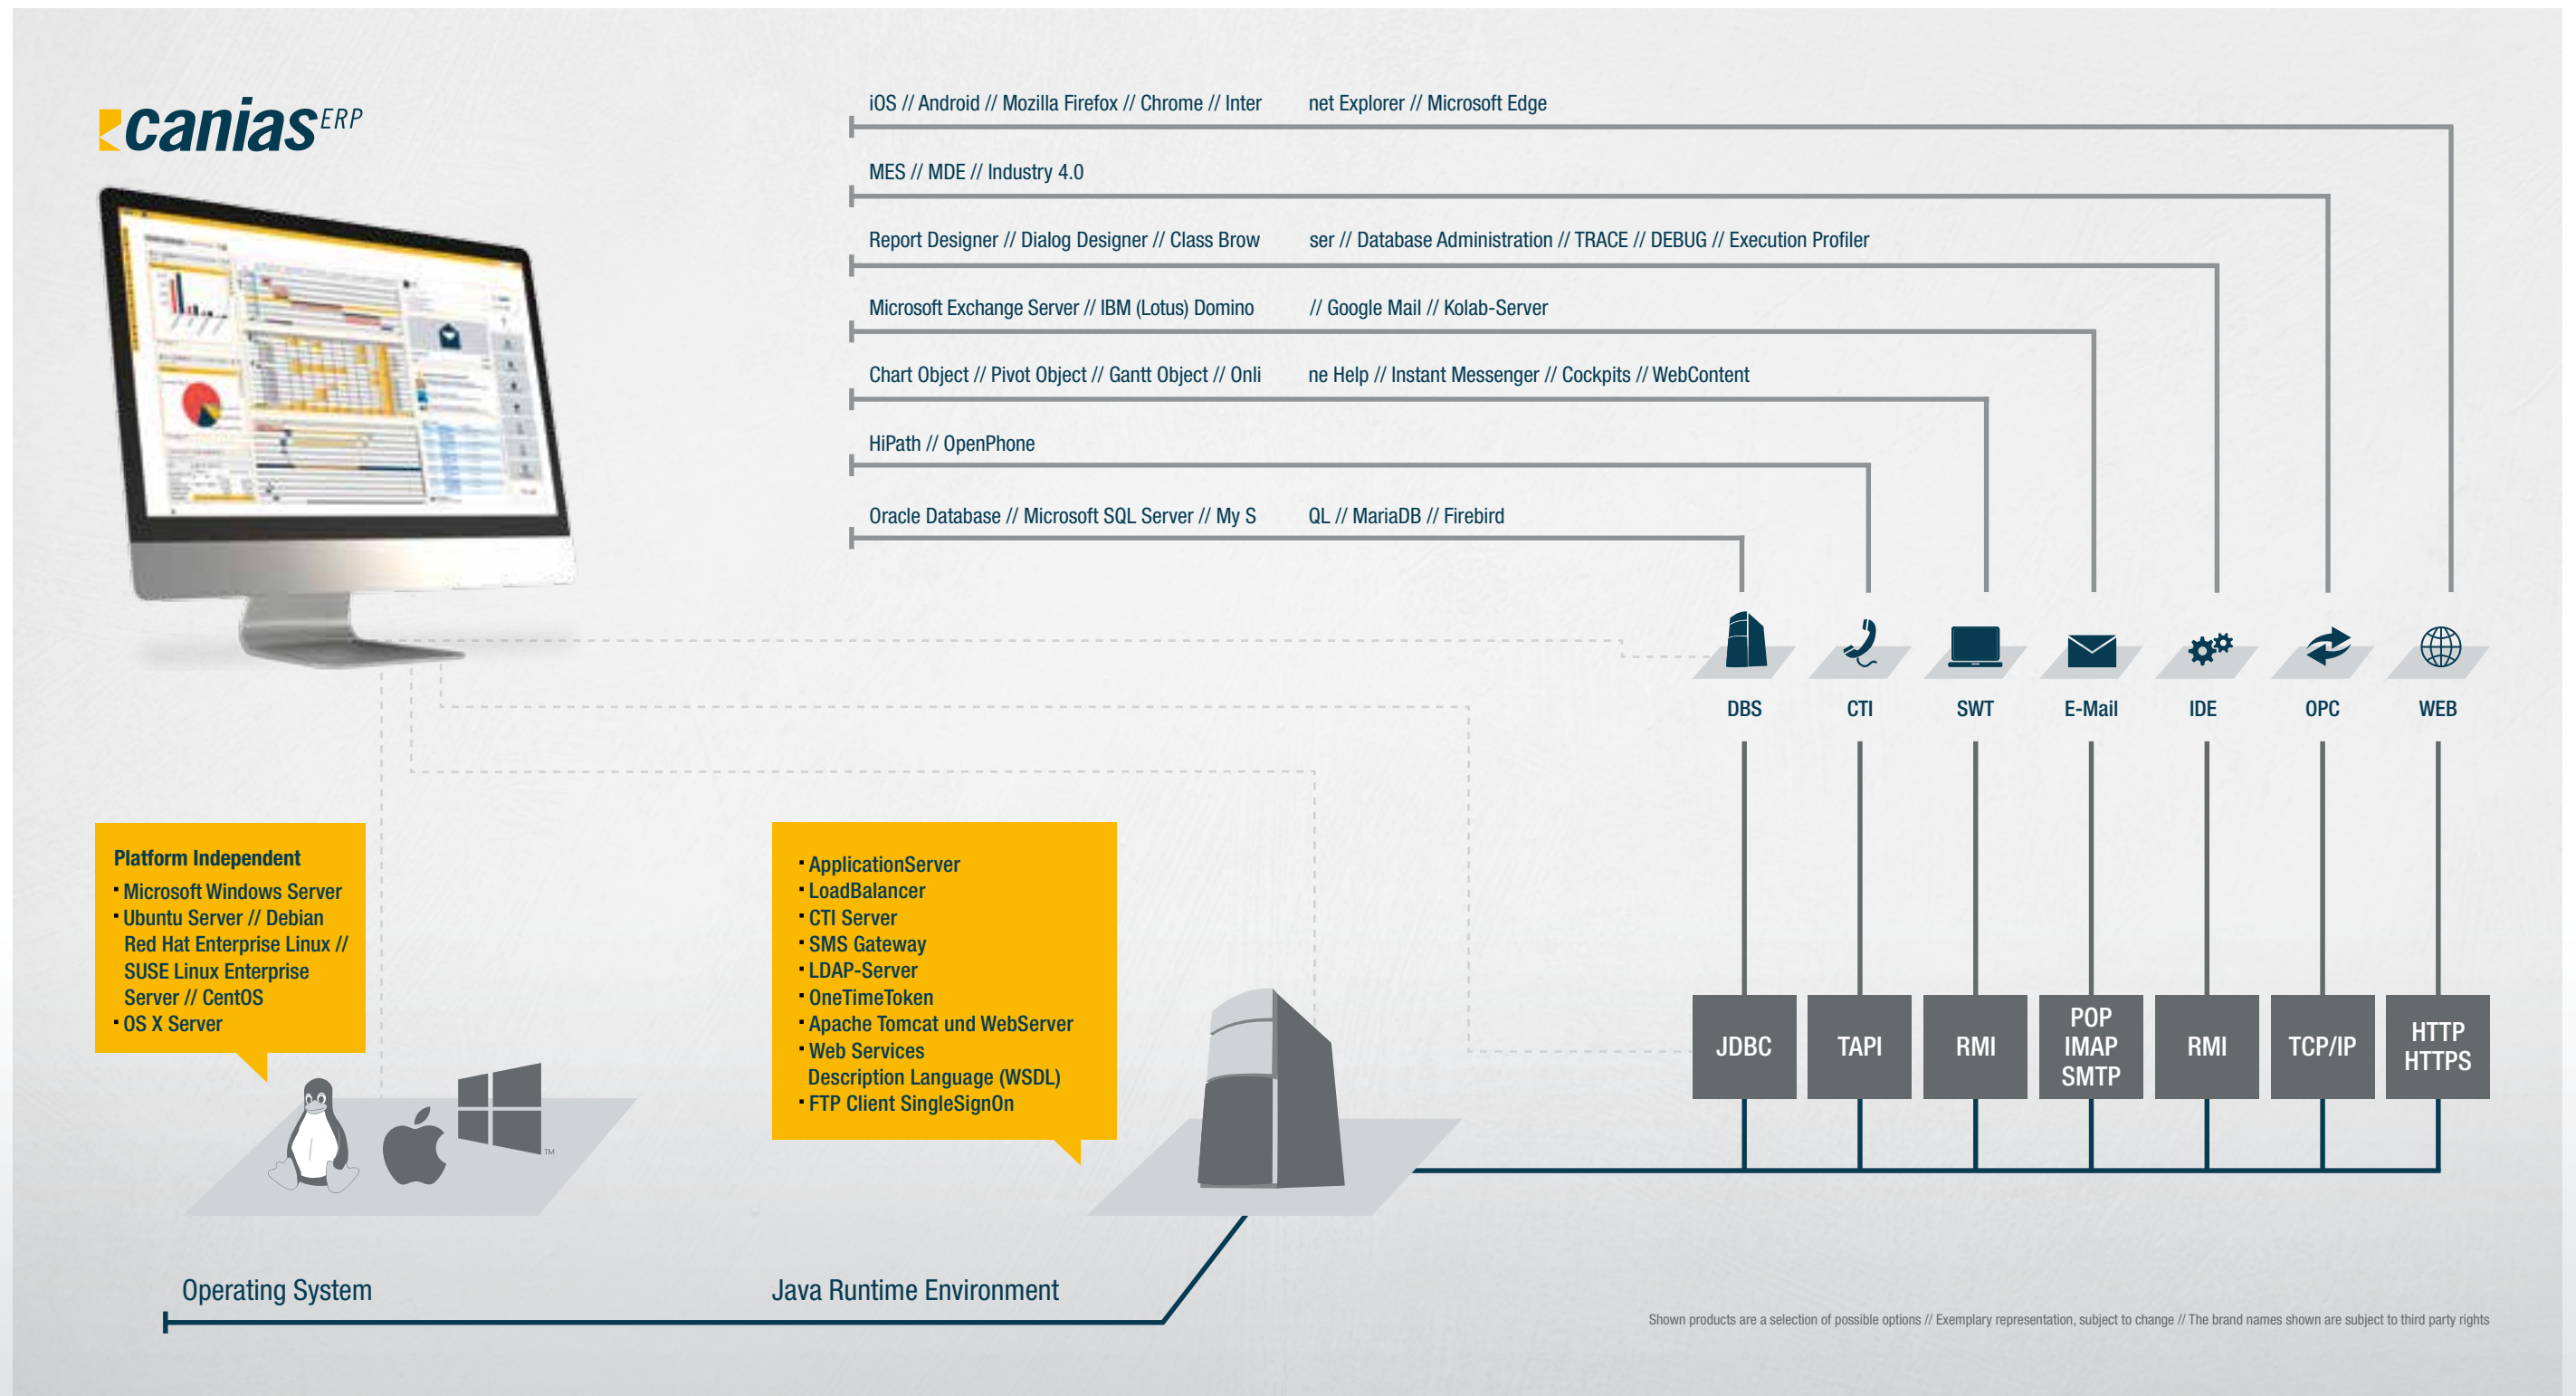 canias ERP
iOS // Android // Mozilla Firefox // Chrome // Inter net Explorer // Microsoft Edge
MES // MDE // Industry 4.0
Report Designer // Dialog Designer // Class Brow ser // Database Administration // TRACE // DEBUG // Execution Profiler
Microsoft Exchange Server // IBM (Lotus) Domino // Google Mail // Kolab-Server
Chart Object // Pivot Object // Gantt Object // Onli ne Help // Instant Messenger // Cockpits // WebContent
HiPath // OpenPhone
Oracle Database // Microsoft SQL Server // My S QL // MariaDB // Firebird
DBS
CTI
SWT
E-Mail
IDE
OPC
WEB
Platform Independent
▪ Microsoft Windows Server
▪ Ubuntu Server // Debian
Red Hat Enterprise Linux //
SUSE Linux Enterprise
Server // CentOS
▪ OS X Server
▪ ApplicationServer
▪ LoadBalancer
▪ CTI Server
▪ SMS Gateway
▪ LDAP-Server
▪ OneTimeToken
▪ Apache Tomcat und WebServer
▪ Web Services
Description Language (WSDL)
▪ FTP Client SingleSignOn
JDBC
TAPI
RMI
POP
IMAP
SMTP
RMI
TCP/IP
HTTP
HTTPS
TM
Operating System
Java Runtime Environment
Shown products are a selection of possible options // Exemplary representation, subject to change // The brand names shown are subject to third party rights